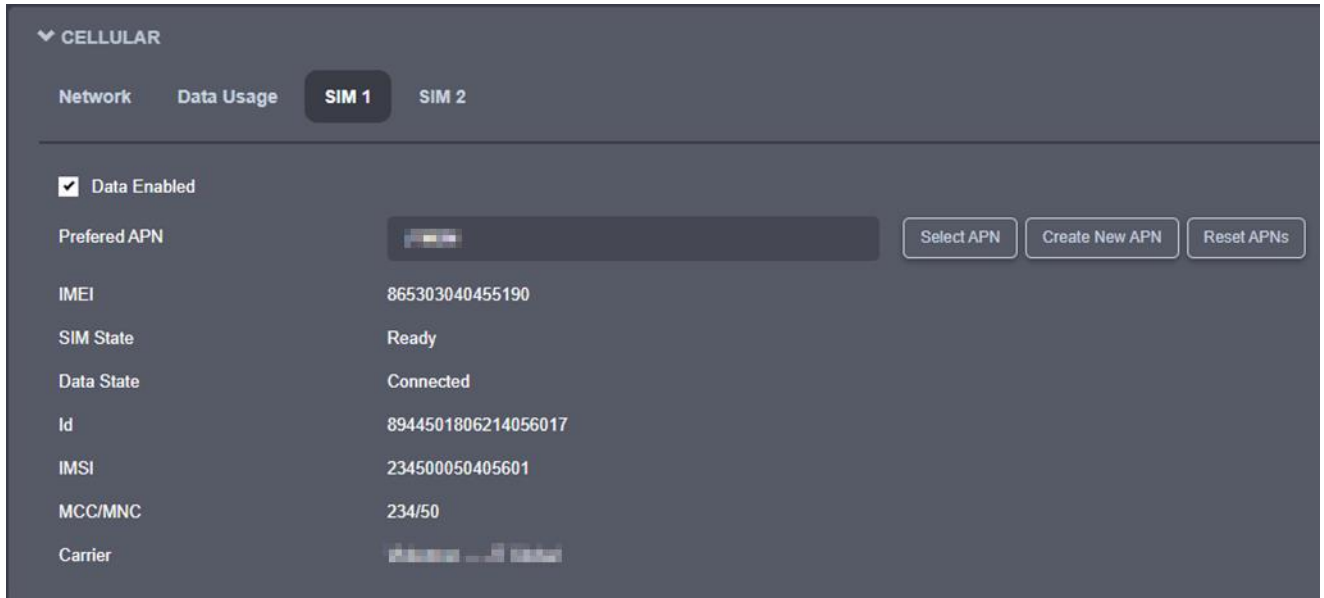 CELLULAR
Network Data Usage SIM 1 SIM 2
Data Enabled
Prefered APN Select APN Create New APN Reset APNs
IMEI 865303040455190
SIM State Ready
Data State Connected
Id 8944501806214056017
IMSI 234500050405601
MCC/MNC 234/50
Carrier